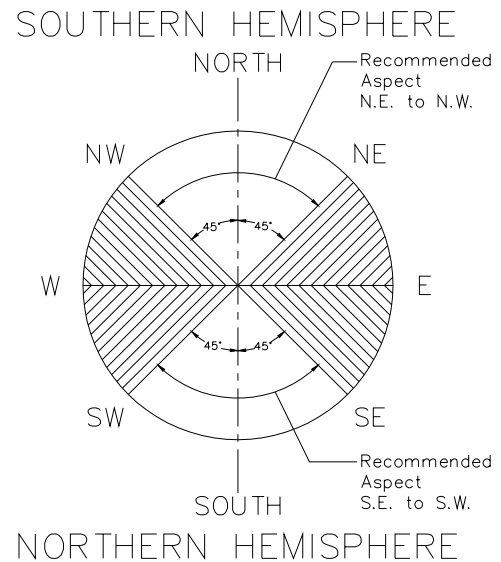 SOUTHERN HEMISPHERE
NORTH
Recommended
Aspect
N.E. to N.W.
NW
NE
45°
45°
W
E
45°
45°
SW
SE
Recommended
Aspect
S.E. to S.W.
SOUTH
NORTHERN HEMISPHERE